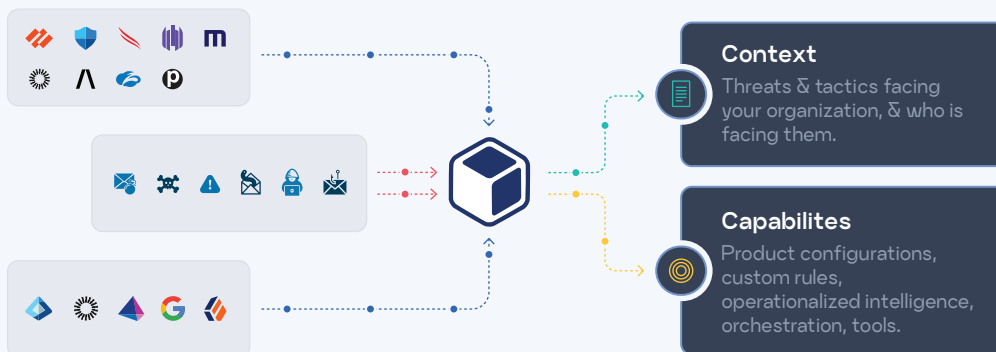 Context
Threats & tactics facing
your organization, & who is
facing them.
Capabilites
Product configurations,
custom rules,
operationalized intelligence,
orchestration, tools.